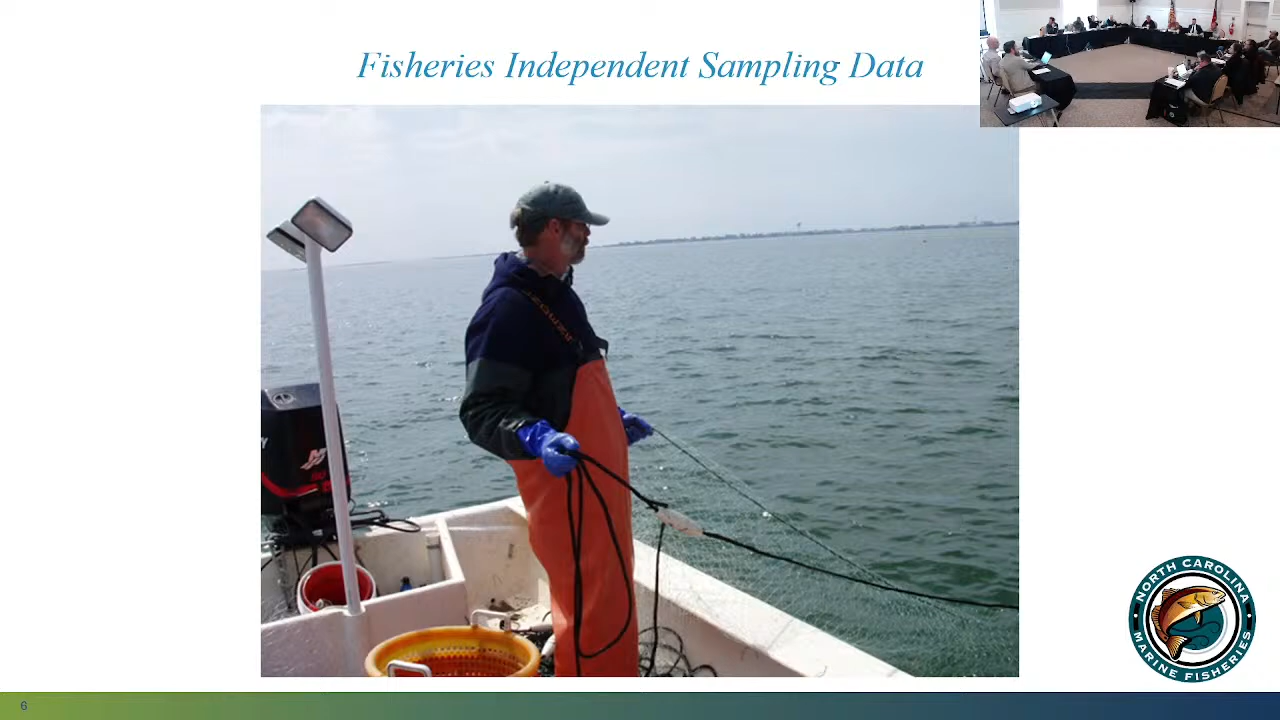 Fisheries Independent Sampling Data
NORTH CAROLINA
MARINE FISHERIES
6